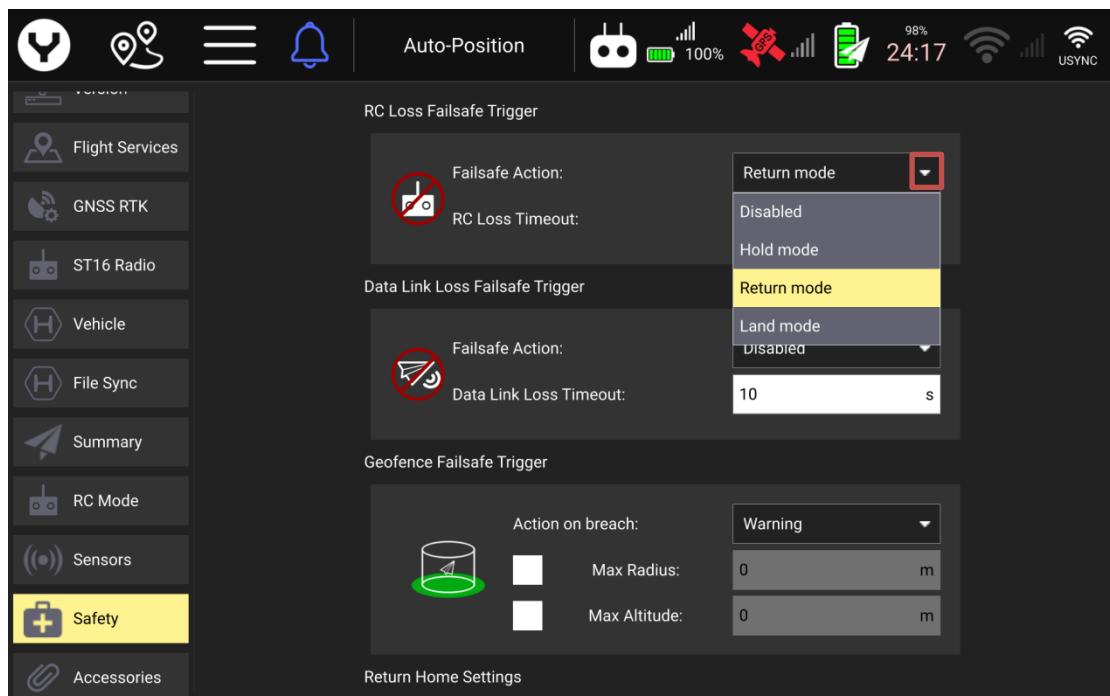 Auto-Position
100%
GPS
98%
24:17
USYNC
Version
Flight Services
GNSS RTK
ST16 Radio
Vehicle
File Sync
Summary
RC Mode
Sensors
Safety
Accessories
RC Loss Failsafe Trigger
Failsafe Action:
Return mode
RC Loss Timeout:
Disabled
Hold mode
Return mode
Land mode
Data Link Loss Failsafe Trigger
Failsafe Action:
Disabled
Data Link Loss Timeout:
10 s
Geofence Failsafe Trigger
Action on breach:
Warning
Max Radius:
0 m
Max Altitude:
0 m
Return Home Settings